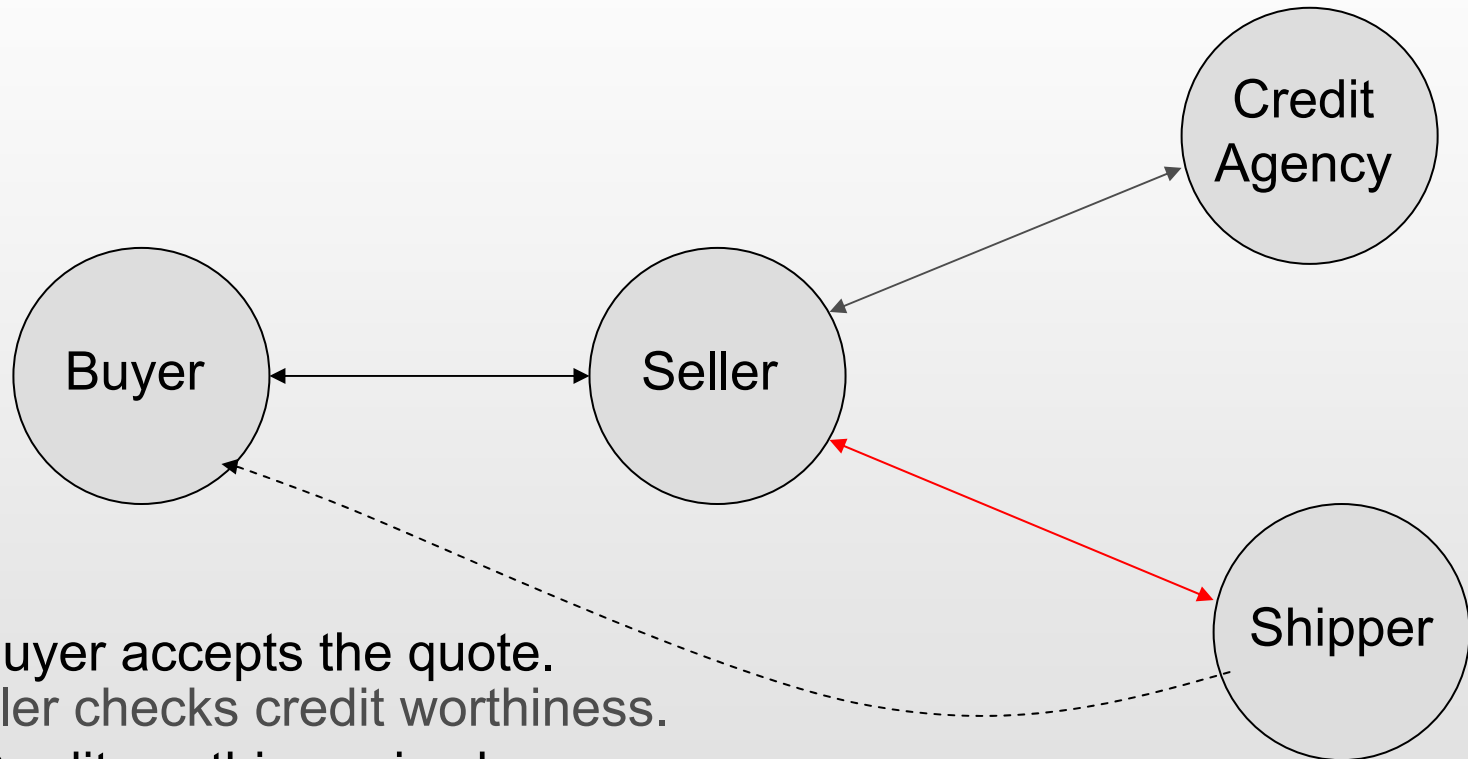 Credit
Agency
Buyer
Seller
Shipper
uyer accepts the quote.
ler checks credit worthiness.